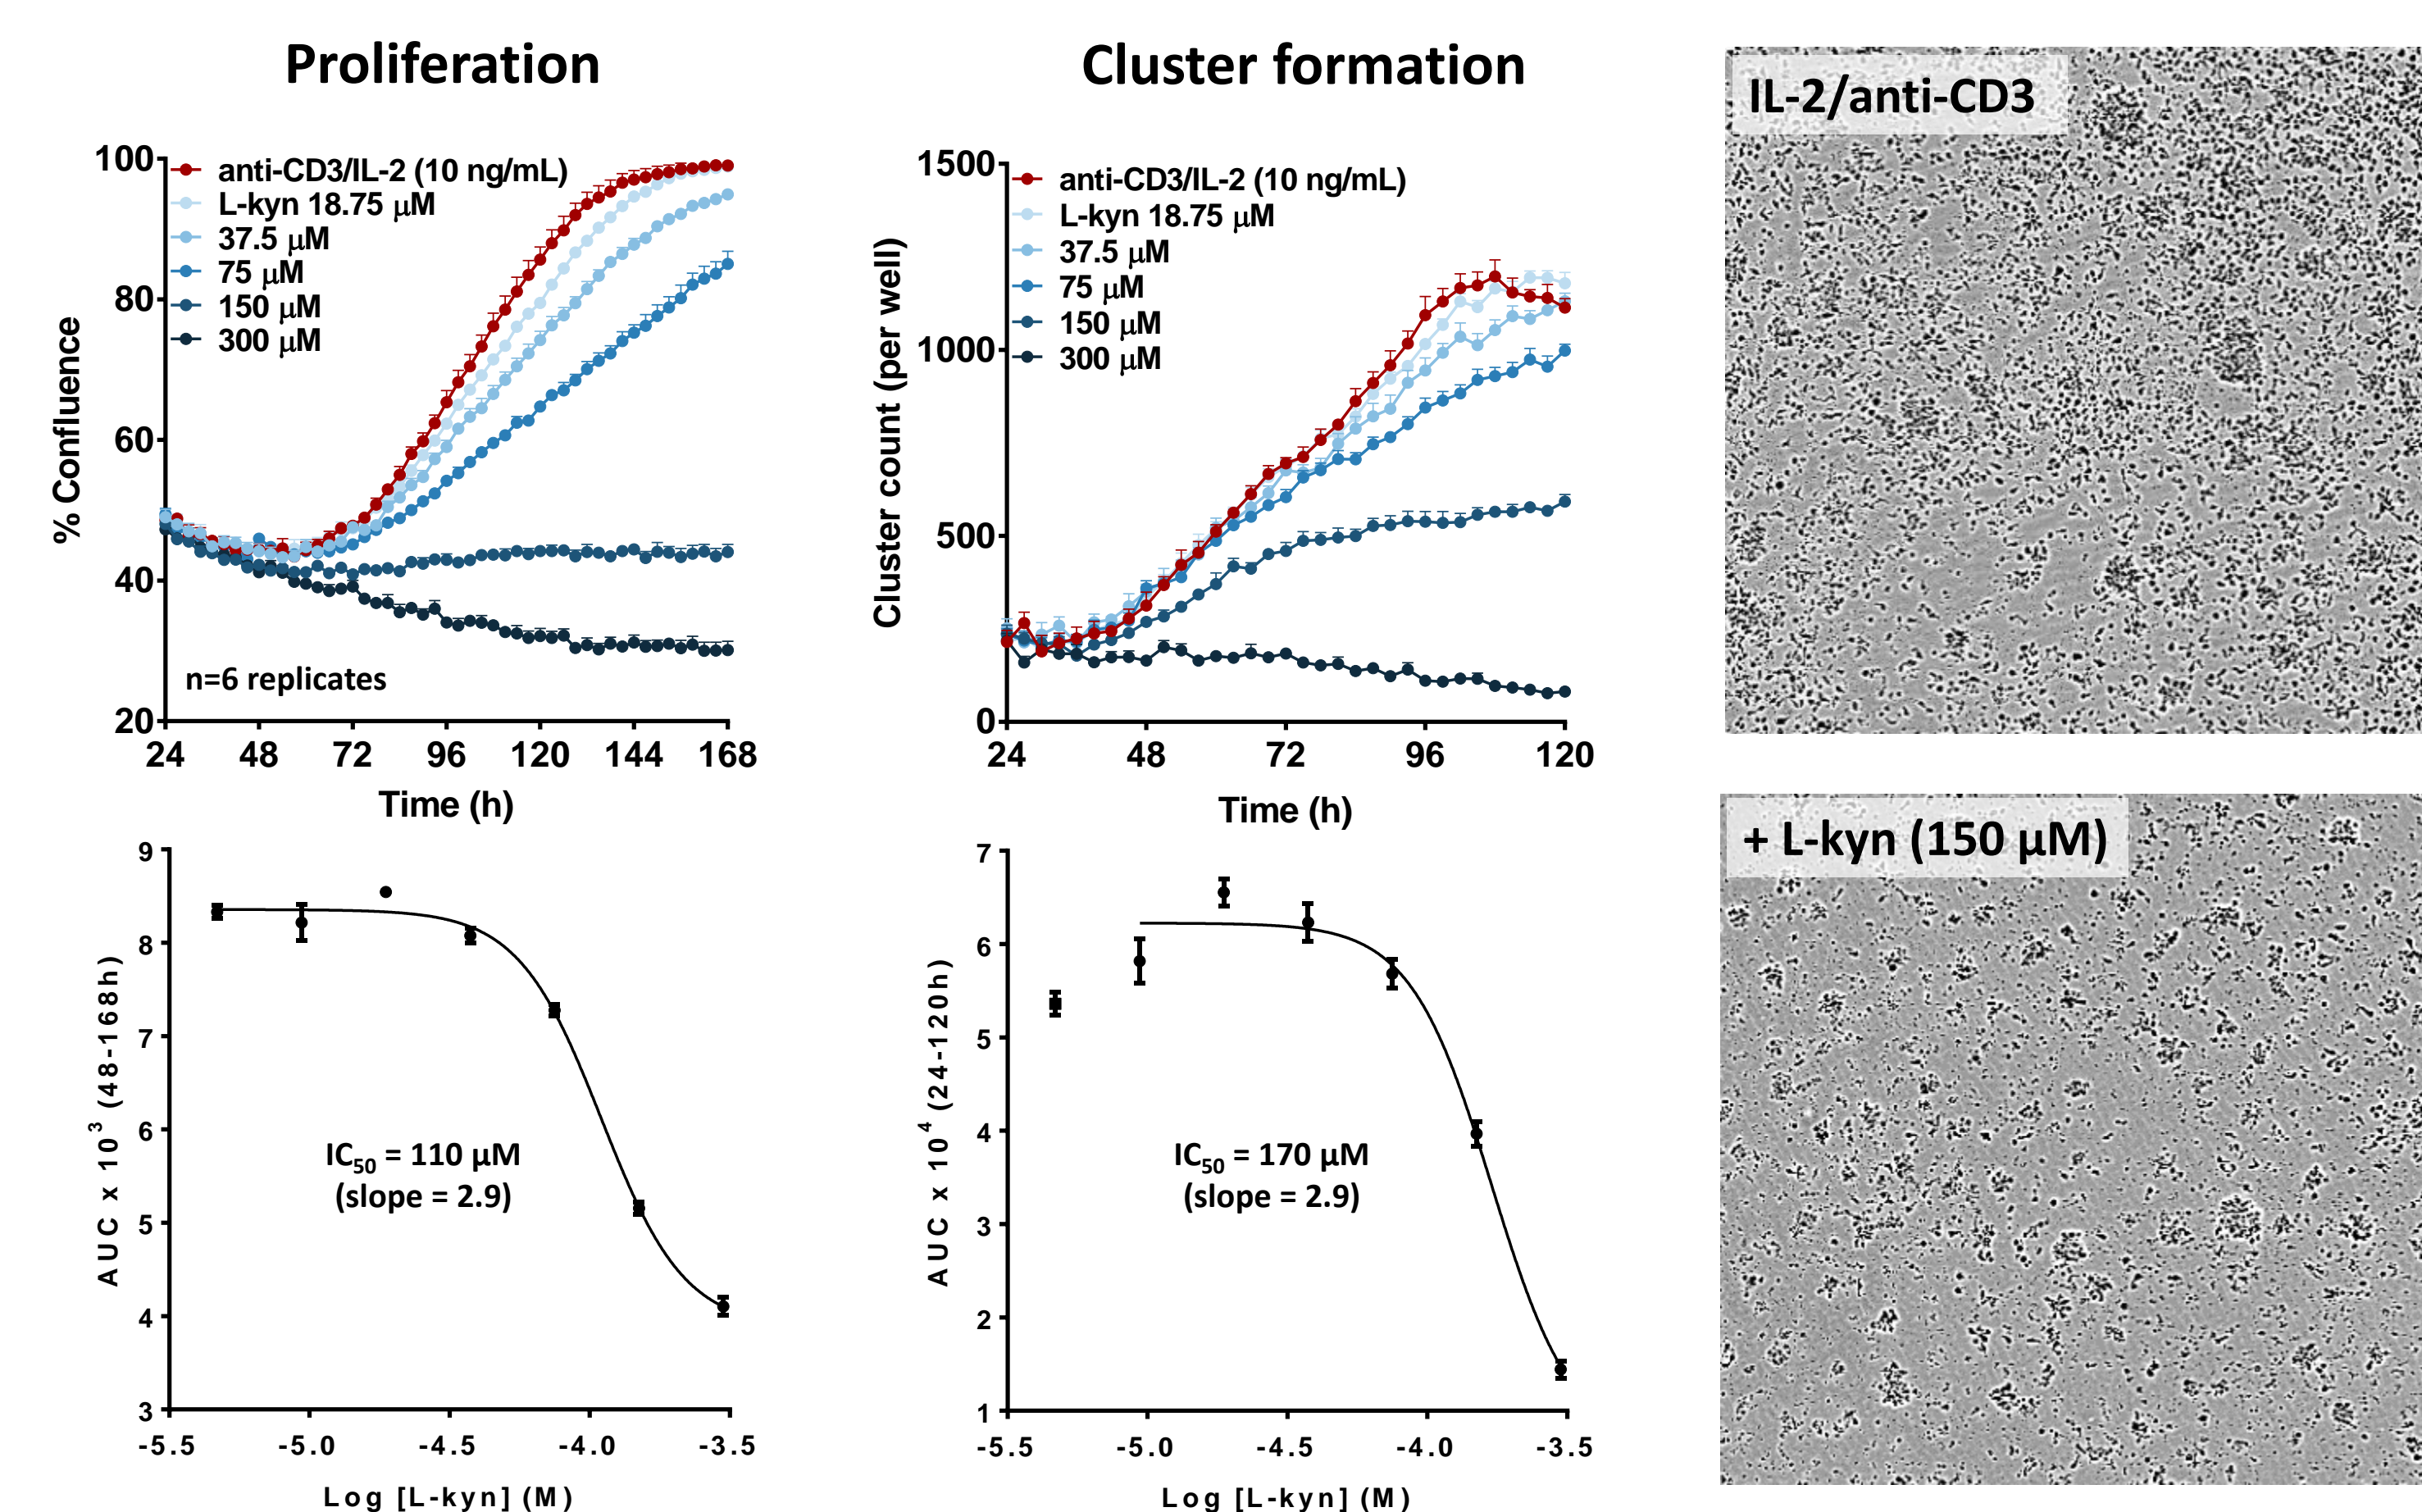 Proliferation
100
80
60
40
20
% Confluence
anti-CD3/IL-2 (10 ng/mL)
L-kyn 18.75 μM
37.5 μM
75 μM
150 μM
300 μM
n=6 replicates
24 48 72 96 120 144 168
Time (h)
Cluster formation
1500
1000
500
0
Cluster count (per well)
anti-CD3/IL-2 (10 ng/mL)
L-kyn 18.75 μM
37.5 μM
75 μM
150 μM
300 μM
24 48 72 96 120
Time (h)
IL-2/anti-CD3
9
8
7
6
5
4
3
AUC x 10³ (48-168h)
IC₅₀ = 110 μM
(slope = 2.9)
-5.5 -5.0 -4.5 -4.0 -3.5
Log [L-kyn] (M)
7
6
5
4
3
2
1
AUC x 10⁴ (24-120h)
IC₅₀ = 170 μM
(slope = 2.9)
-5.5 -5.0 -4.5 -4.0 -3.5
Log [L-kyn] (M)
+ L-kyn (150 μM)